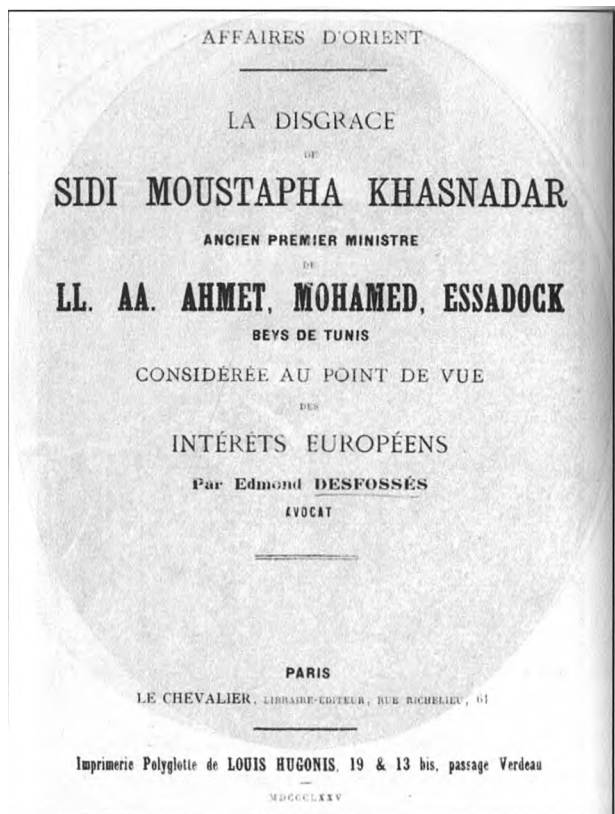 AFFAIRES D'ORIENT
LA DISGRACE
DE
SIDI MOUSTAPHA KHASNADAR
ANCIEN PREMIER MINISTRE
DE
LL. AA. AHMET, MOHAMED, ESSADOCK
BEYS DE TUNIS
CONSIDÉRÉE AU POINT DE VUE
DES
INTÉRÊTS EUROPÉENS
Par Edmond DESFOSSÉS
AVOCAT
PARIS
LE CHEVALIER, LIBRAIRE-ÉDITEUR, RUE RICHELIEU, 61
Imprimerie Polyglotte de LOUIS HUGONIS, 19 & 13 bis, passage Verdeau
MDCCCLXXV